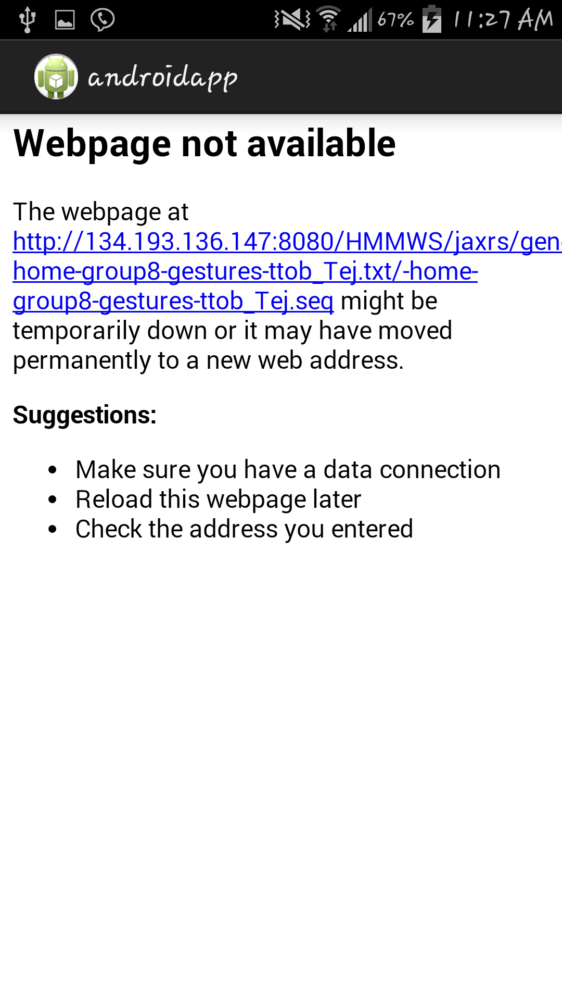 67% 11:27 AM
androidapp
Webpage not available
The webpage at
http://134.193.136.147:8080/HMMWS/jaxrs/gen
home-group8-gestures-ttob_Tej.txt/-home-
group8-gestures-ttob_Tej.seq might be
temporarily down or it may have moved
permanently to a new web address.
Suggestions:
• Make sure you have a data connection
• Reload this webpage later
• Check the address you entered